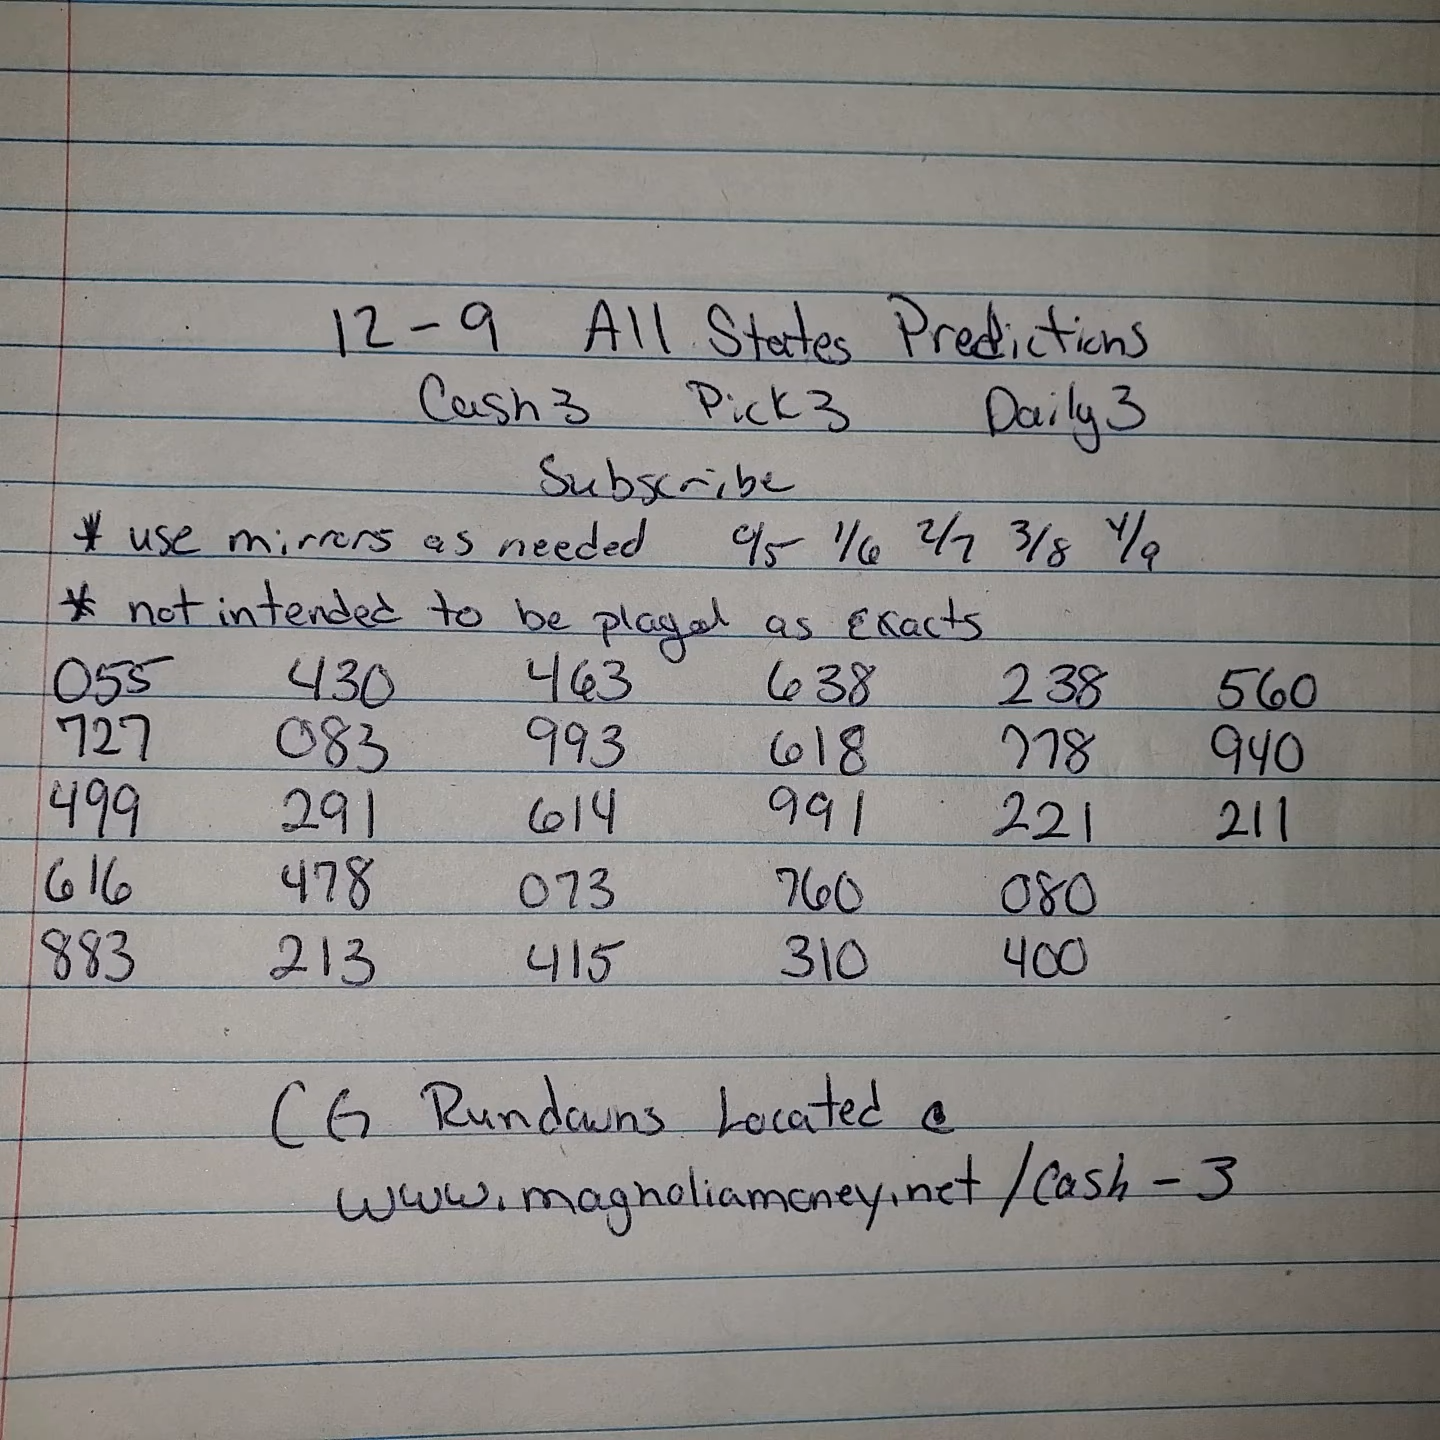 12-9 All States Predictions
Cash3 Pick3 Daily3
Subscribe
* use mirrors as needed 0/5 1/6 2/7 3/8 4/9
* not intended to be played as Exacts
055 430 463 638 238 560
727 083 993 618 778 940
499 291 614 991 221 211
616 478 073 760 080
883 213 415 310 400
CG Rundowns Located @
www.magnoliamoney.net/Cash-3